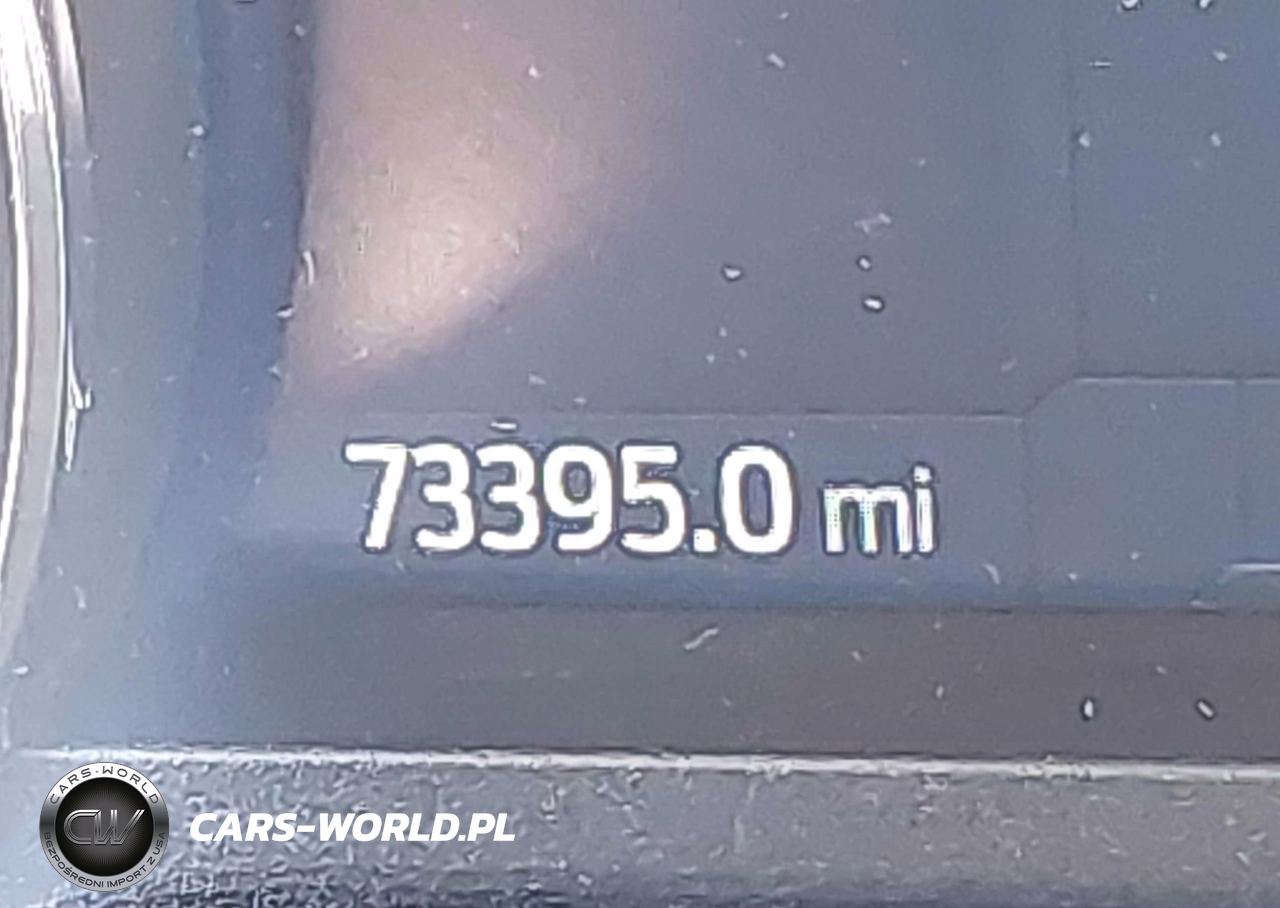 73395.0 mi
CARS-WORLD
CW
BEZPOŚREDNI IMPORT Z USA
CARS-WORLD.PL